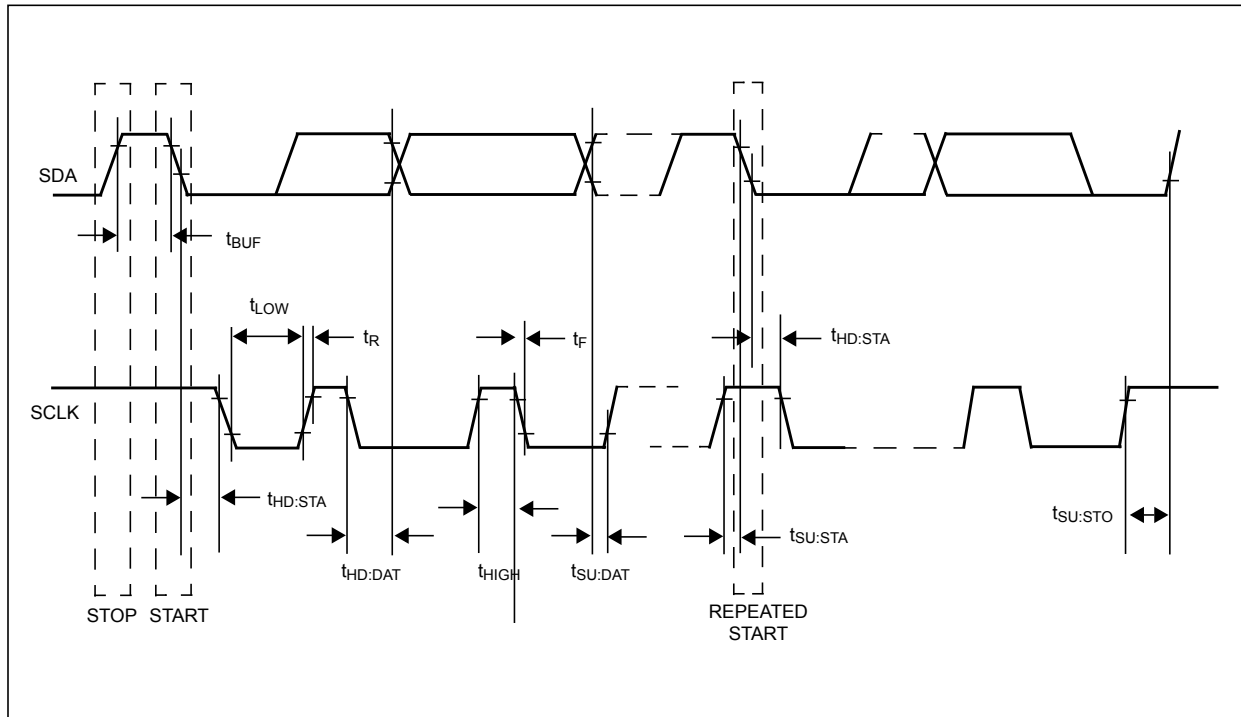 SDA
tBUF
tLOW
tR
tF
tHD:STA
SCLK
tHD:STA
tHD:DAT
tHIGH
tSU:DAT
tSU:STA
tSU:STO
STOP
START
REPEATED
START